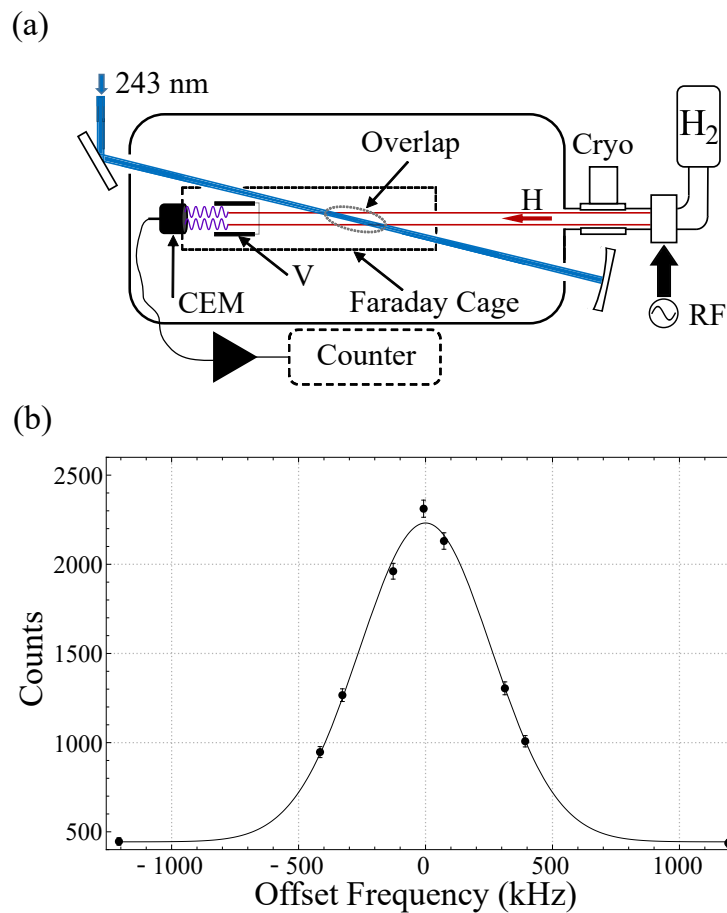 (a)
243 nm
Overlap
Cryo
H₂
H
V
CEM
Faraday Cage
RF
Counter
(b)
2500
2000
1500
1000
500
Counts
- 1000
- 500
0
500
1000
Offset Frequency (kHz)